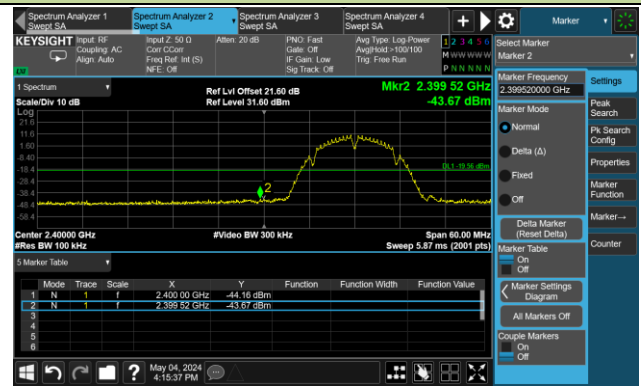 Spectrum Analyzer 1
Swept SA
Spectrum Analyzer 2
Swept SA
Spectrum Analyzer 3
Swept SA
Spectrum Analyzer 4
Swept SA
Marker
KEYSIGHT
Input: RF
Coupling: AC
Align: Auto
Input Z: 50 Ω
Corr CCorr
Freq Ref: Int (S)
NFE: Off
Atten: 20 dB
PNO: Fast
Gate: Off
IF Gain: Low
Sig Track: Off
Avg Type: Log-Power
Avg|Hold:>100/100
Trig: Free Run
1 2 3 4 5 6
M W W W W W
P N N N N N
Select Marker
Marker 2
1 Spectrum
Scale/Div 10 dB
Log
Ref Lvl Offset 21.60 dB
Ref Level 31.60 dBm
Mkr2 2.399 52 GHz
-43.67 dBm
21.6
11.6
1.60
-8.40
-18.4
-28.4
-38.4
-48.4
-58.4
DL1 -19.56 dBm
2
Center 2.40000 GHz
#Res BW 100 kHz
#Video BW 300 kHz
Span 60.00 MHz
Sweep 5.87 ms (2001 pts)
5 Marker Table
Mode Trace Scale X Y Function Function Width Function Value
1 N 1 f 2.400 00 GHz -44.16 dBm
2 N 1 f 2.399 52 GHz -43.67 dBm
3
4
5
6
Marker Frequency
2.399520000 GHz
Marker Mode
Normal
Delta (Δ)
Fixed
Off
Delta Marker
(Reset Delta)
Marker Table
On
Off
Marker Settings
Diagram
All Markers Off
Couple Markers
On
Off
Settings
Peak
Search
Pk Search
Config
Properties
Marker
Function
Marker→
Counter
?
May 04, 2024
4:15:37 PM